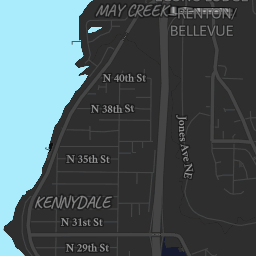 MAY CREEK
RENTON/
BELLEVUE
N 40th St
N 38th St
Jones Ave NE
N 35th St
KENNYDALE
N 31st St
N 29th St